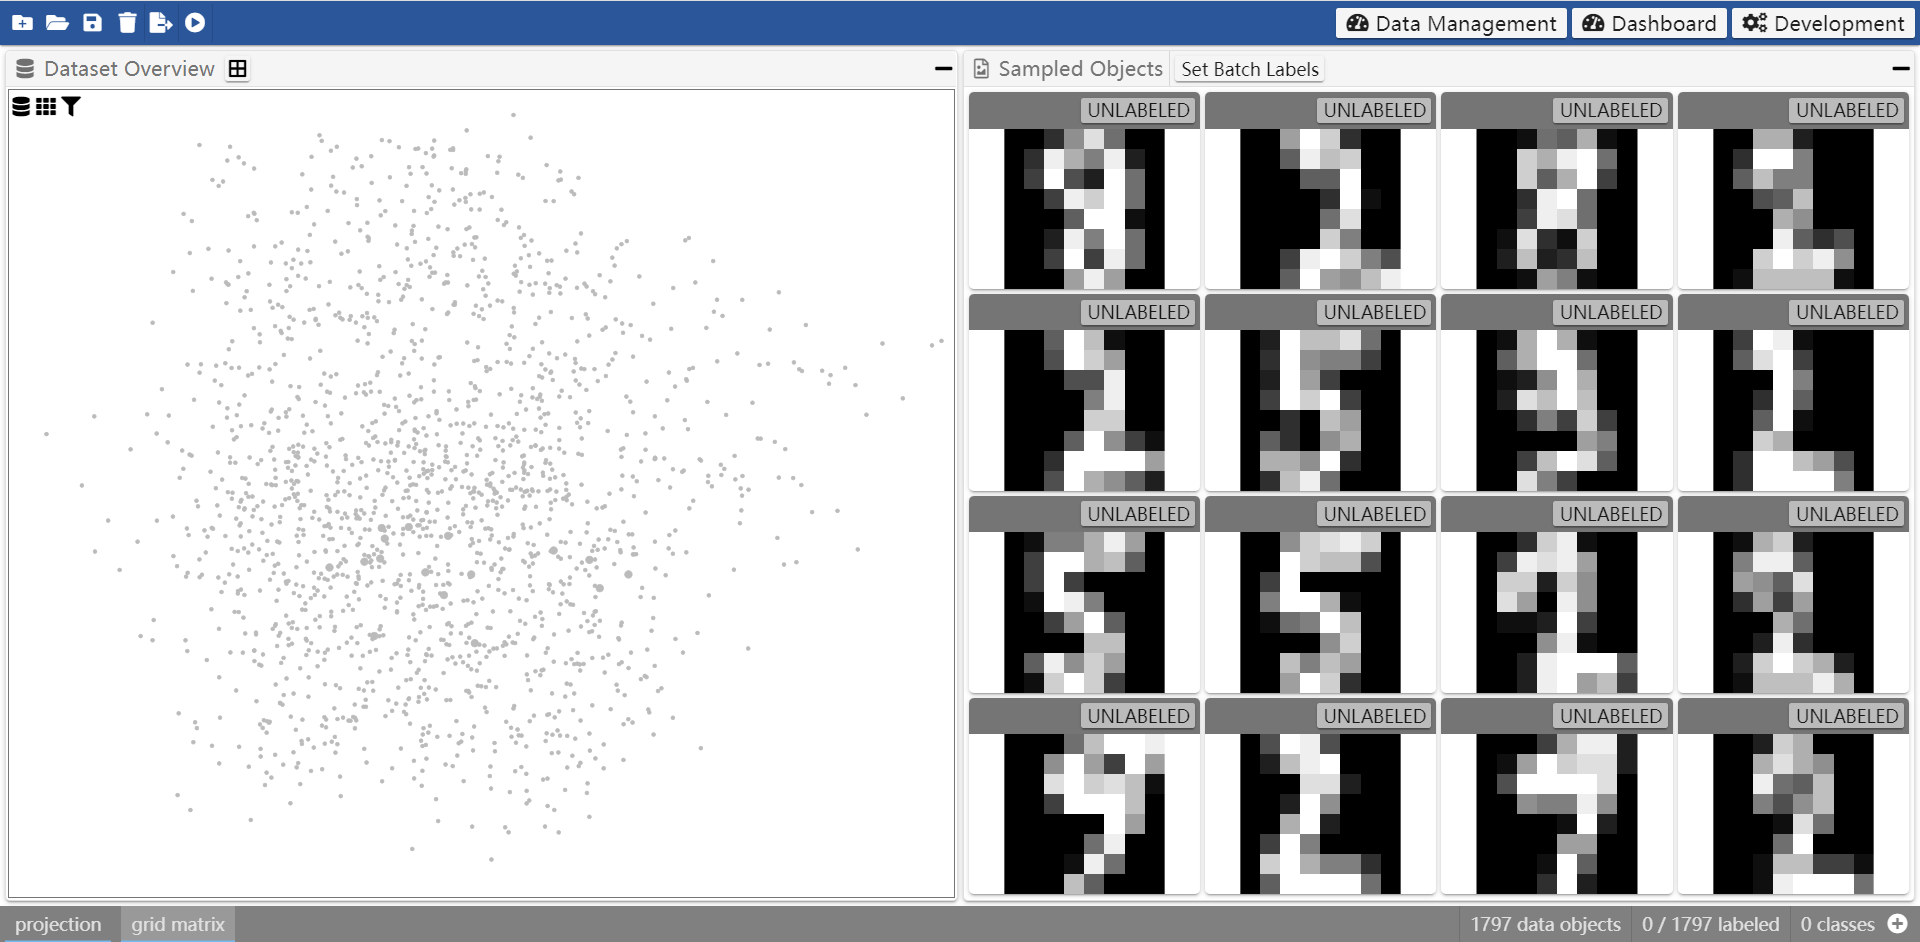 Data Management Dashboard Development
Dataset Overview
Sampled Objects Set Batch Labels
UNLABELED UNLABELED UNLABELED UNLABELED
UNLABELED UNLABELED UNLABELED UNLABELED
UNLABELED UNLABELED UNLABELED UNLABELED
UNLABELED UNLABELED UNLABELED UNLABELED
projection grid matrix 1797 data objects 0 / 1797 labeled 0 classes